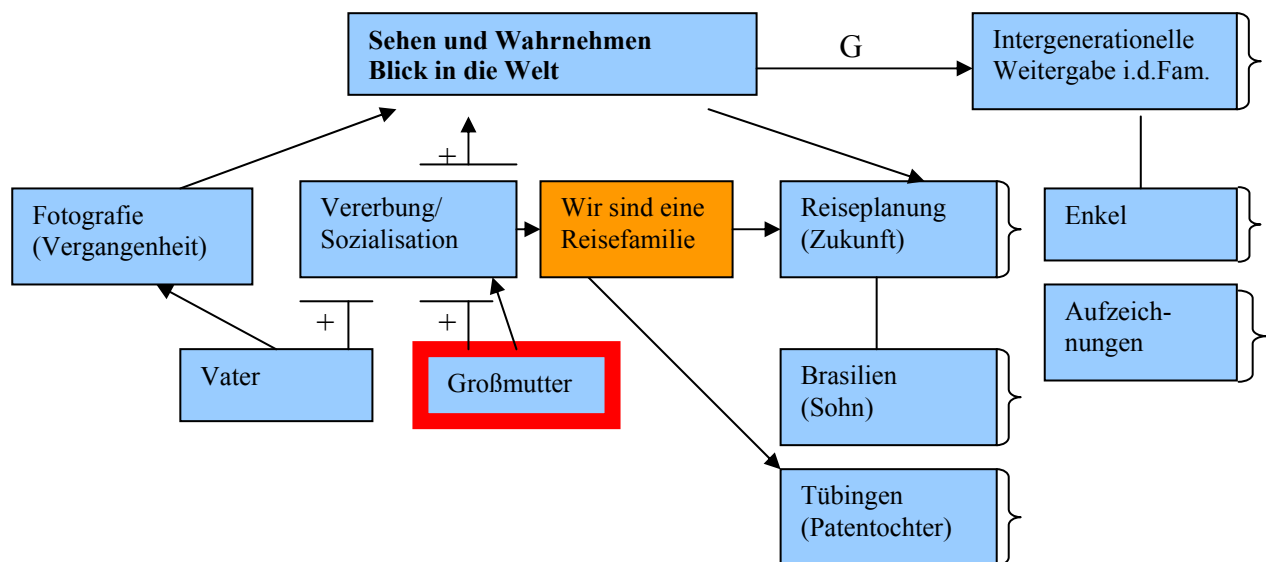 Sehen und Wahrnehmen
Blick in die Welt
G
Intergenerationelle
Weitergabe i.d.Fam.
+
Fotografie
(Vergangenheit)
Vererbung/
Sozialisation
Wir sind eine
Reisefamilie
Reiseplanung
(Zukunft)
Enkel
+
+
Aufzeich-
nungen
Vater
Großmutter
Brasilien
(Sohn)
Tübingen
(Patentochter)